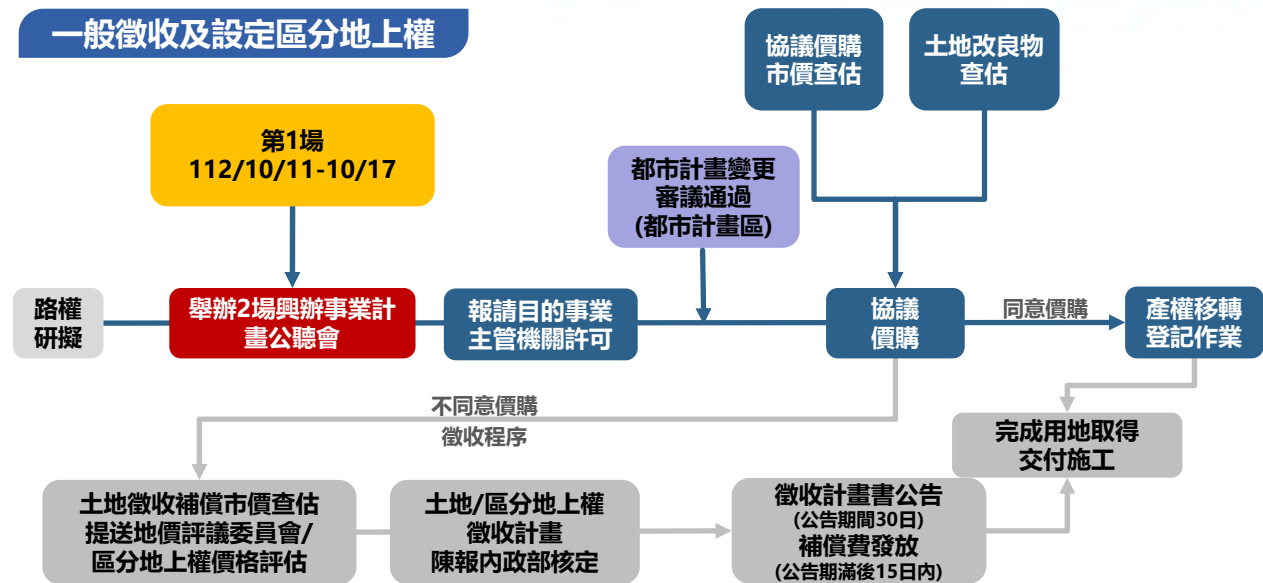 一般徵收及設定區分地上權
協議價購
市價查估
土地改良物
查估
第1場
112/10/11-10/17
都市計畫變更
審議通過
(都市計畫區)
路權
研擬
舉辦2場興辦事業計
畫公聽會
報請目的事業
主管機關許可
協議
價購
同意價購
產權移轉
登記作業
不同意價購
徵收程序
完成用地取得
交付施工
土地徵收補償市價查估
提送地價評議委員會/
區分地上權價格評估
土地/區分地上權
徵收計畫
陳報內政部核定
徵收計畫書公告
(公告期間30日)
補償費發放
(公告期滿後15日內)